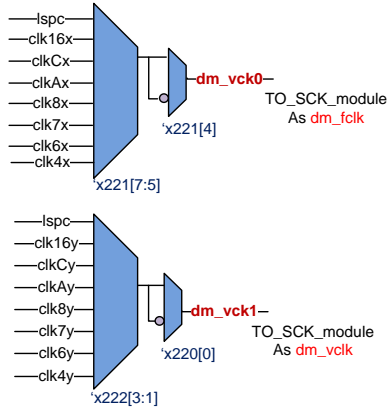 lspc
clk16x
clkCx
clkAx
clk8x
clk7x
clk6x
clk4x
dm_vck0
TO_SCK_module
As dm_fclk
‘x221[4]
‘x221[7:5]
lspc
clk16y
clkCy
clkAy
clk8y
clk7y
clk6y
clk4y
dm_vck1
TO_SCK_module
As dm_vclk
‘x220[0]
‘x222[3:1]